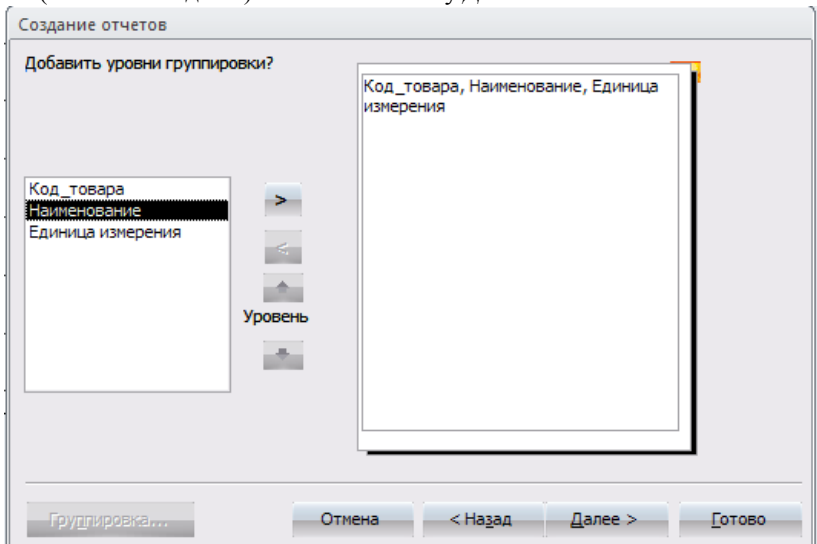 Создание отчетов
Добавить уровни группировки?
Код_товара, Наименование, Единица
измерения
Код_товара
Наименование
Единица измерения
>
<
Уровень
Группировка...
Отмена
< Назад
Далее >
Готово